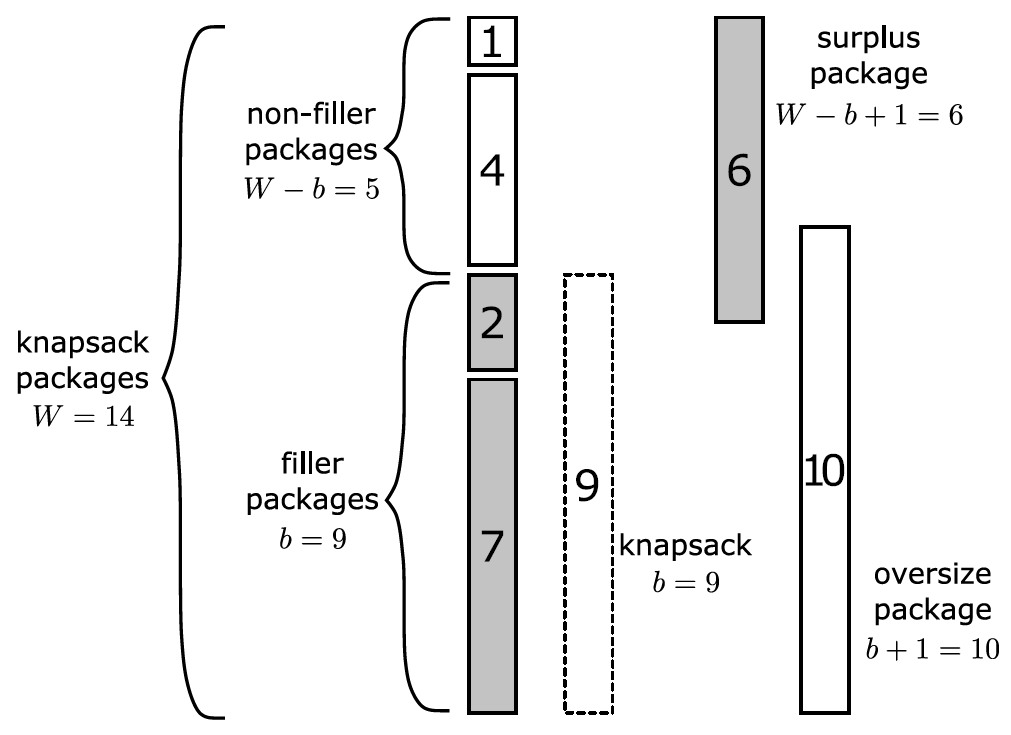 knapsack
packages
W = 14
non-filler
packages
W − b = 5
filler
packages
b = 9
1
4
2
7
9
knapsack
b = 9
6
surplus
package
W − b + 1 = 6
10
oversize
package
b + 1 = 10